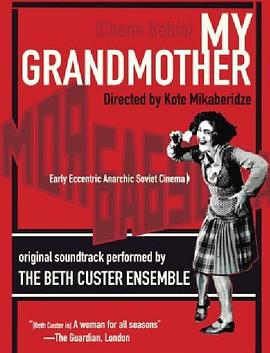 (Chemi Bebia) MY
GRANDMOTHER
Directed by Kote Mikaberidze
Early Eccentric Anarchic Soviet Cinema
original soundtrack performed by
THE BETH CUSTER ENSEMBLE
"(Beth Custer is) A woman for all seasons"
—The Guardian, London